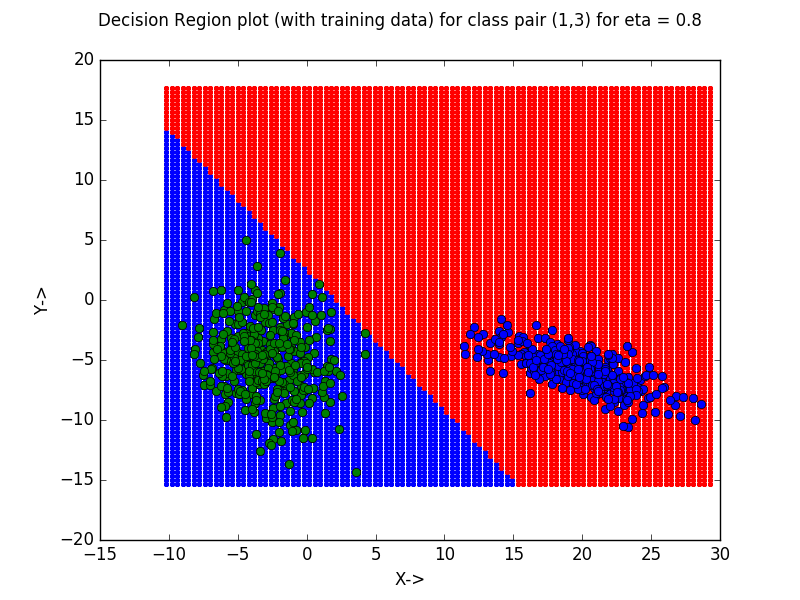 Decision Region plot (with training data) for class pair (1,3) for eta = 0.8
20
15
10
5
0
−5
−10
−15
−20
Y->
−15 −10 −5 0 5 10 15 20 25 30
X->